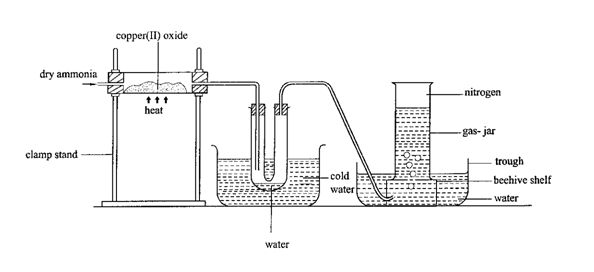 copper(II) oxide
dry ammonia
heat
clamp stand
cold
water
water
nitrogen
gas- jar
trough
beehive shelf
water